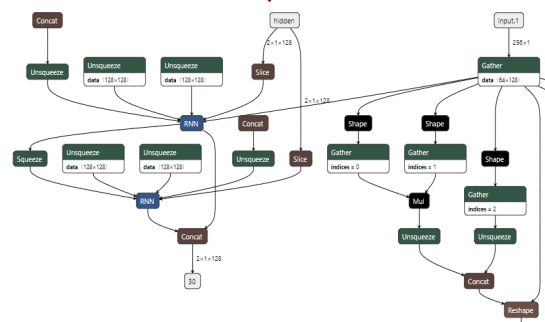 Concat
hidden
input.1
2×1×128
256×1
Unsqueeze
Unsqueeze
data (128×128)
Unsqueeze
data (128×128)
Slice
Gather
data (64×128)
2×1×128
RNN
Concat
Shape
Shape
Squeeze
Unsqueeze
data (128×128)
Unsqueeze
data (128×128)
Unsqueeze
Slice
Gather
indices = 0
Gather
indices = 1
Shape
RNN
Mul
Gather
indices = 2
Concat
Unsqueeze
Unsqueeze
2×1×128
30
Concat
Reshape